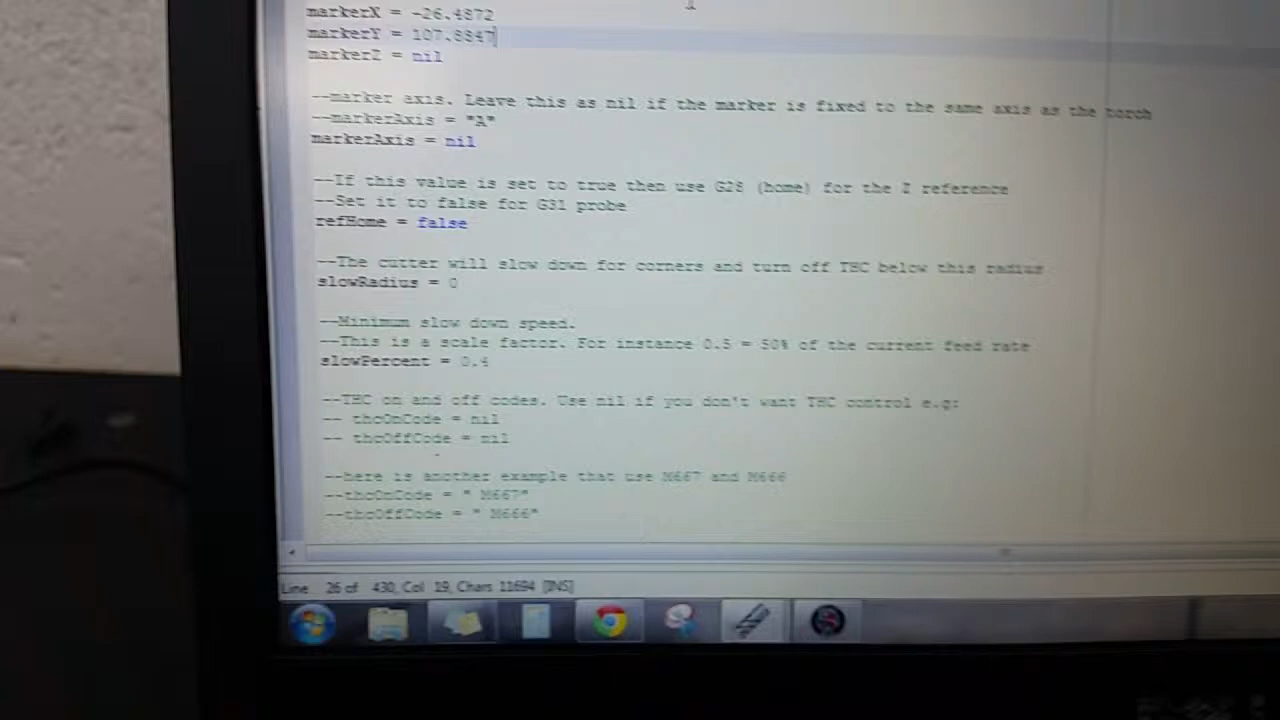 markerX = -26.4872
markerY = 107.8847
markerZ = nil
--marker axis. Leave this as nil if the marker is fixed to the same axis as the torch
--markerAxis = "A"
markerAxis = nil
--If this value is set to true then use G28 (home) for the Z reference
--Set it to false for G31 probe
refHome = false
--The cutter will slow down for corners and turn off THC below this radius
slowRadius = 0
--Minimum slow down speed.
--This is a scale factor. For instance 0.5 = 50% of the current feed rate
slowPercent = 0.4
--THC on and off codes. Use nil if you don't want THC control e.g:
-- thcOnCode = nil
-- thcOffCode = nil
--here is another example that use M667 and M666
--thcOnCode = " M667"
--thcOffCode = " M666"
Line 26 of 430, Col 19, Chars 11694 [INS]